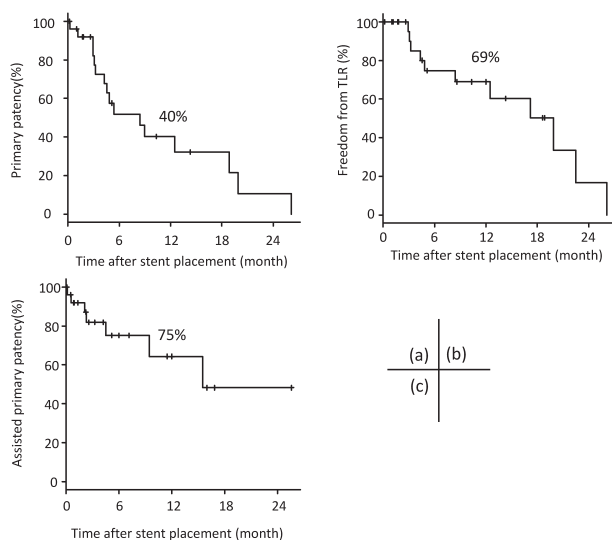 Primary patency(%)
100
80
60
40
20
0
40%
0 6 12 18 24
Time after stent placement (month)
Freedom from TLR (%)
100
80
60
40
20
0
69%
0 6 12 18 24
Time after stent placement (month)
Assisted primary patency(%)
100
80
60
40
20
0
75%
0 6 12 18 24
Time after stent placement (month)
(a) (b)
(c)